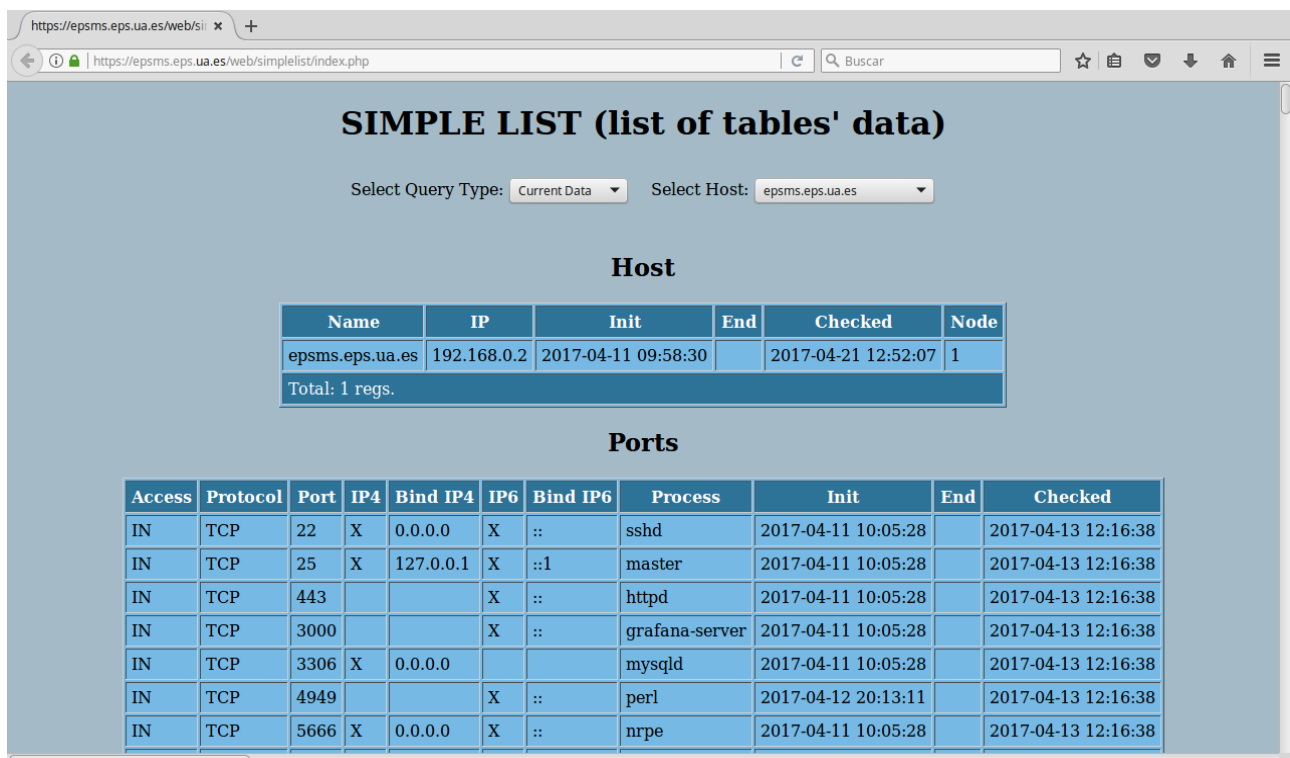 https://epsms.eps.ua.es/web/si
https://epsms.eps.ua.es/web/simplelist/index.php
Buscar
SIMPLE LIST (list of tables' data)
Select Query Type: Current Data Select Host: epsms.eps.ua.es
Host
Name IP Init End Checked Node
epsms.eps.ua.es 192.168.0.2 2017-04-11 09:58:30 2017-04-21 12:52:07 1
Total: 1 regs.
Ports
Access Protocol Port IP4 Bind IP4 IP6 Bind IP6 Process Init End Checked
IN TCP 22 X 0.0.0.0 X :: sshd 2017-04-11 10:05:28 2017-04-13 12:16:38
IN TCP 25 X 127.0.0.1 X ::1 master 2017-04-11 10:05:28 2017-04-13 12:16:38
IN TCP 443 X :: httpd 2017-04-11 10:05:28 2017-04-13 12:16:38
IN TCP 3000 X :: grafana-server 2017-04-11 10:05:28 2017-04-13 12:16:38
IN TCP 3306 X 0.0.0.0 mysqld 2017-04-11 10:05:28 2017-04-13 12:16:38
IN TCP 4949 X :: perl 2017-04-12 20:13:11 2017-04-13 12:16:38
IN TCP 5666 X 0.0.0.0 X :: nrpe 2017-04-11 10:05:28 2017-04-13 12:16:38